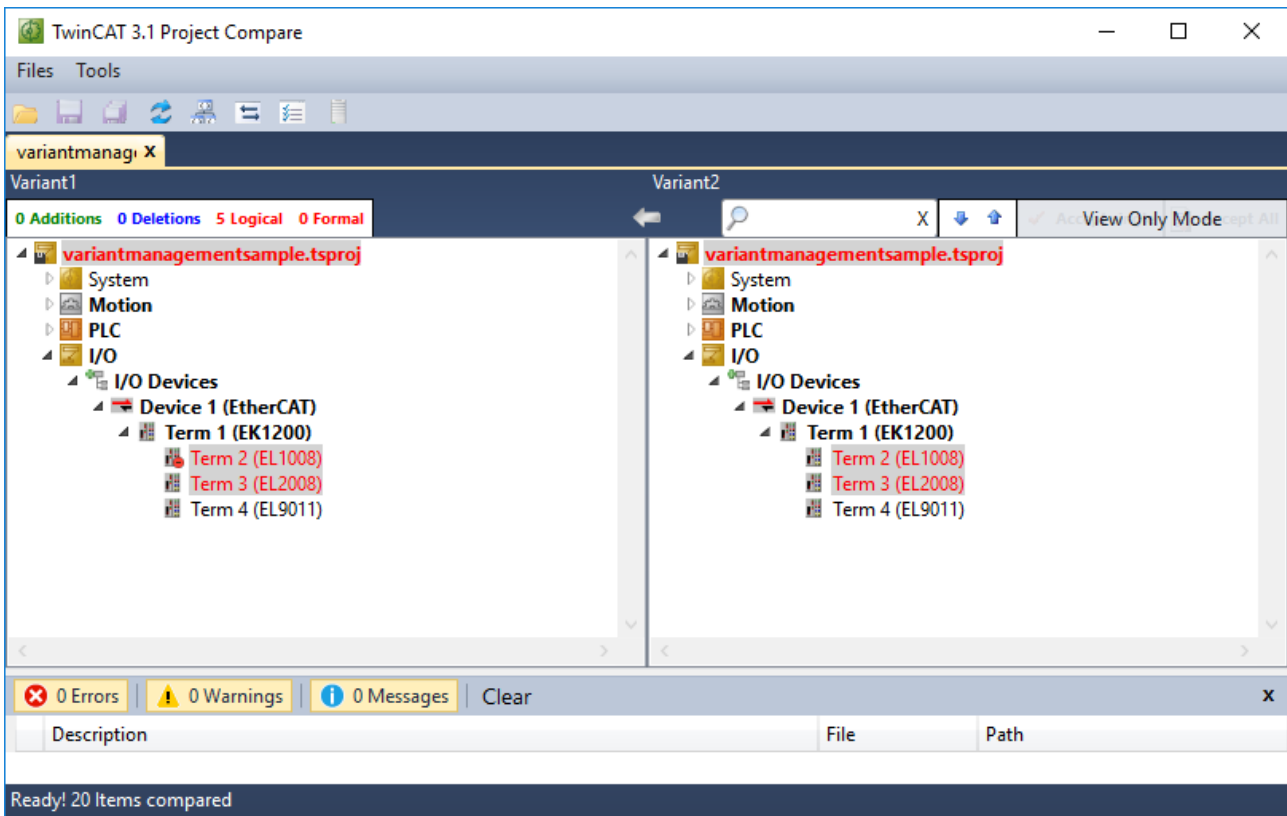 TwinCAT 3.1 Project Compare
Files Tools
variantmanag X
Variant1 Variant2
0 Additions 0 Deletions 5 Logical 0 Formal X View Only Mode
variantmanagementsample.tsproj variantmanagementsample.tsproj
System System
Motion Motion
PLC PLC
I/O I/O
I/O Devices I/O Devices
Device 1 (EtherCAT) Device 1 (EtherCAT)
Term 1 (EK1200) Term 1 (EK1200)
Term 2 (EL1008) Term 2 (EL1008)
Term 3 (EL2008) Term 3 (EL2008)
Term 4 (EL9011) Term 4 (EL9011)
0 Errors 0 Warnings 0 Messages Clear x
Description File Path
Ready! 20 Items compared